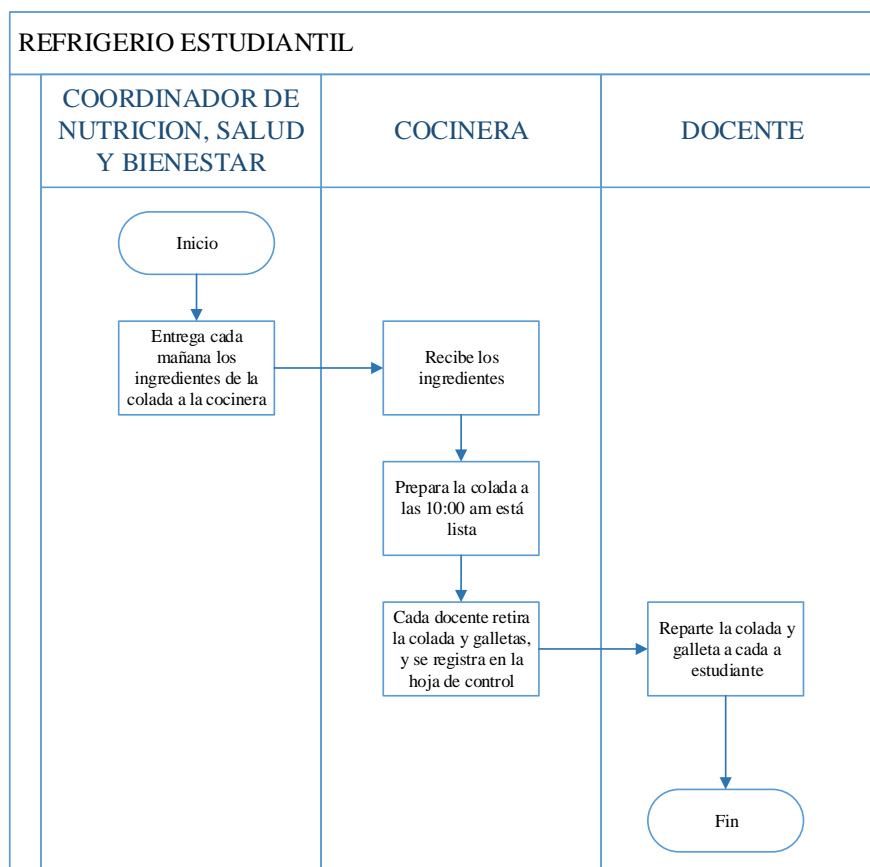 REFRIGERIO ESTUDIANTIL
COORDINADOR DE
NUTRICION, SALUD
Y BIENESTAR
COCINERA
DOCENTE
Inicio
Entrega cada
mañana los
ingredientes de la
colada a la cocinera
Recibe los
ingredientes
Prepara la colada a
las 10:00 am está
lista
Cada docente retira
la colada y galletas,
y se registra en la
hoja de control
Reparte la colada y
galleta a cada a
estudiante
Fin